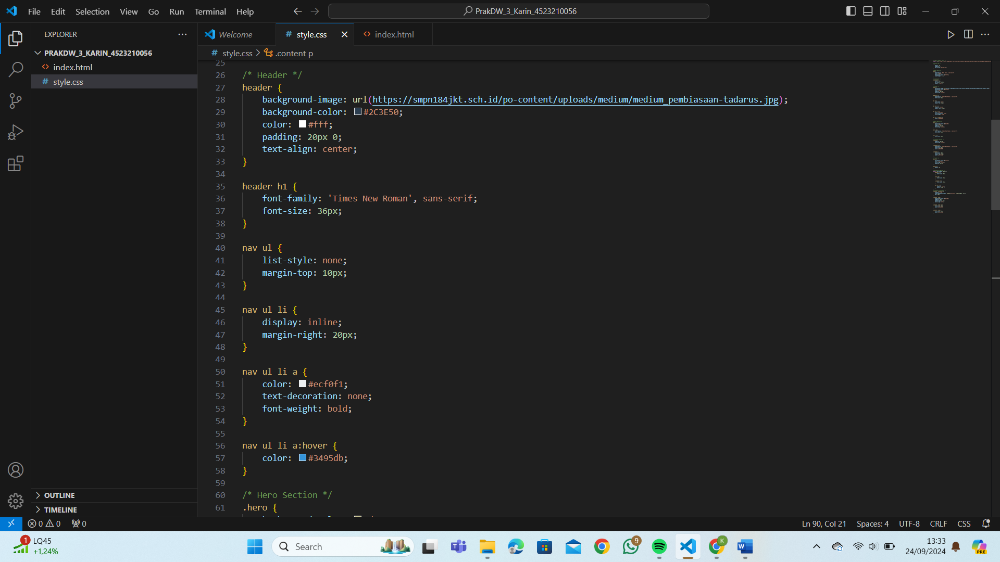 File Edit Selection View Go Run Terminal Help
PrakDW_3_Karin_4523210056
EXPLORER
PRAKDW_3_KARIN_4523210056
index.html
style.css
OUTLINE
TIMELINE
Welcome style.css index.html
style.css .content p
25
26 /* Header */
27 header {
28 background-image: url(https://smpn184jkt.sch.id/po-content/uploads/medium/medium_pembiasaan-tadarus.jpg);
29 background-color: #2C3E50;
30 color: #fff;
31 padding: 20px 0;
32 text-align: center;
33 }
34
35 header h1 {
36 font-family: 'Times New Roman', sans-serif;
37 font-size: 36px;
38 }
39
40 nav ul {
41 list-style: none;
42 margin-top: 10px;
43 }
44
45 nav ul li {
46 display: inline;
47 margin-right: 20px;
48 }
49
50 nav ul li a {
51 color: #ecf0f1;
52 text-decoration: none;
53 font-weight: bold;
54 }
55
56 nav ul li a:hover {
57 color: #3495db;
58 }
59
60 /* Hero Section */
61 .hero {
0 0 0
Ln 90, Col 21 Spaces: 4 UTF-8 CRLF CSS
1
LQ45
+1,24%
Search
9
K
W
13:33
24/09/2024
PRE